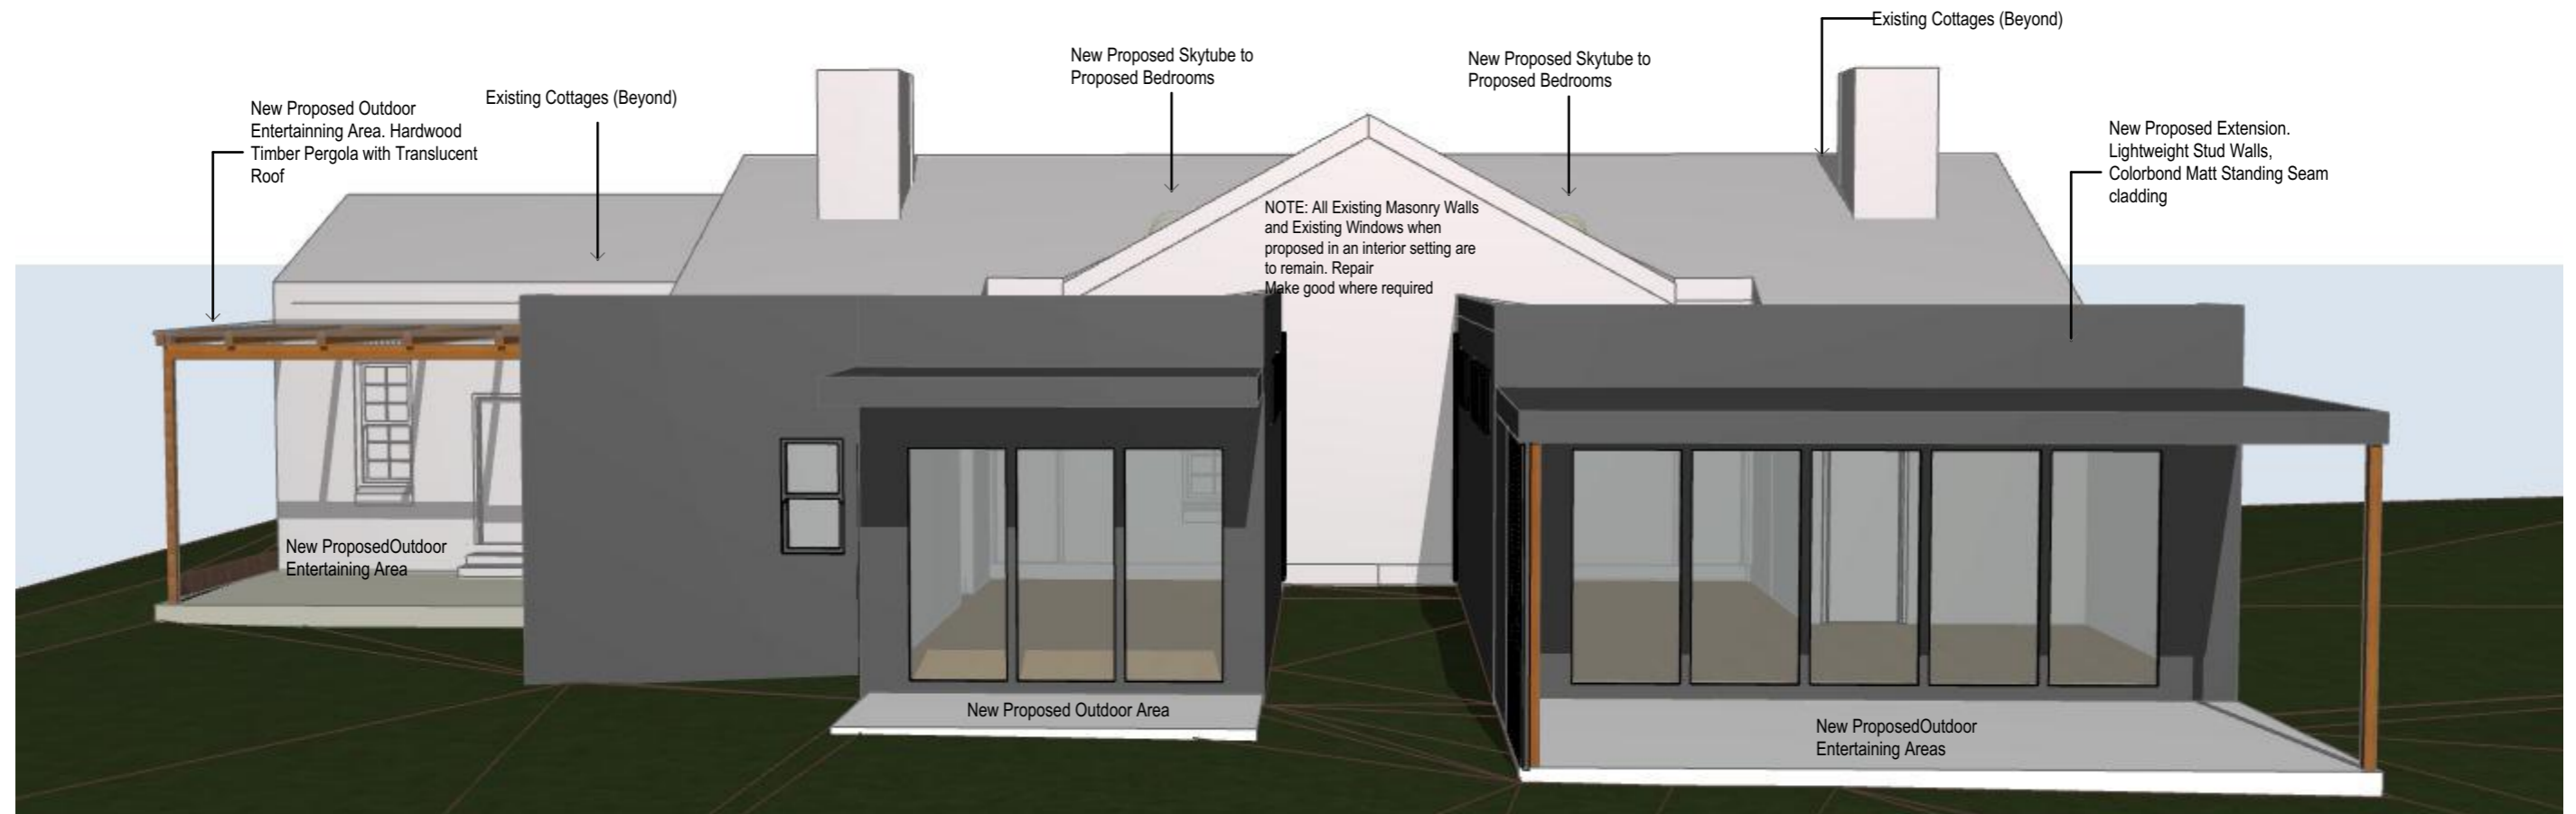 Existing Cottages (Beyond)
New Proposed Skytube to
Proposed Bedrooms
New Proposed Skytube to
Proposed Bedrooms
Existing Cottages (Beyond)
New Proposed Outdoor
Entertainning Area. Hardwood
Timber Pergola with Translucent
Roof
New Proposed Extension.
Lightweight Stud Walls,
Colorbond Matt Standing Seam
cladding
NOTE: All Existing Masonry Walls
and Existing Windows when
proposed in an interior setting are
to remain. Repair
Make good where required
New ProposedOutdoor
Entertaining Area
New Proposed Outdoor Area
New ProposedOutdoor
Entertaining Areas